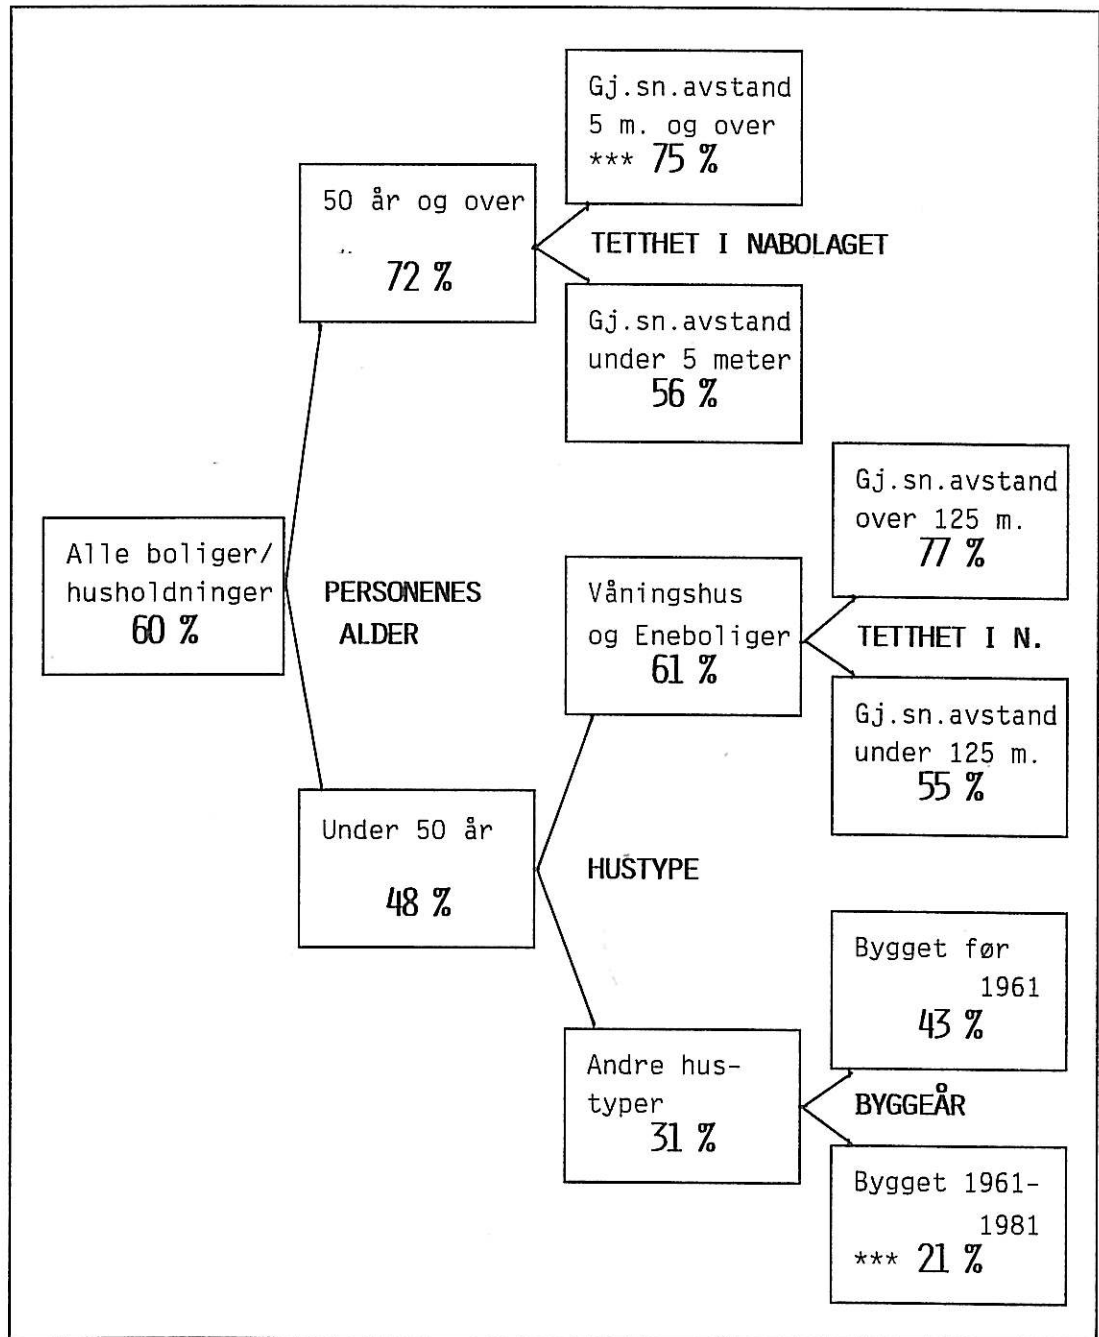 Gj.sn.avstand
5 m. og over
*** 75 %
50 år og over
72 %
TETTHET I NABOLAGET
Gj.sn.avstand
under 5 meter
56 %
Gj.sn.avstand
over 125 m.
77 %
Alle boliger/
husholdninger
60 %
PERSONENES
ALDER
Våningshus
og Eneboliger
61 %
TETTHET I N.
Gj.sn.avstand
under 125 m.
55 %
Under 50 år
48 %
HUSTYPE
Bygget før
1961
43 %
Andre hus-
typer
31 %
BYGGEÅR
Bygget 1961-
1981
*** 21 %